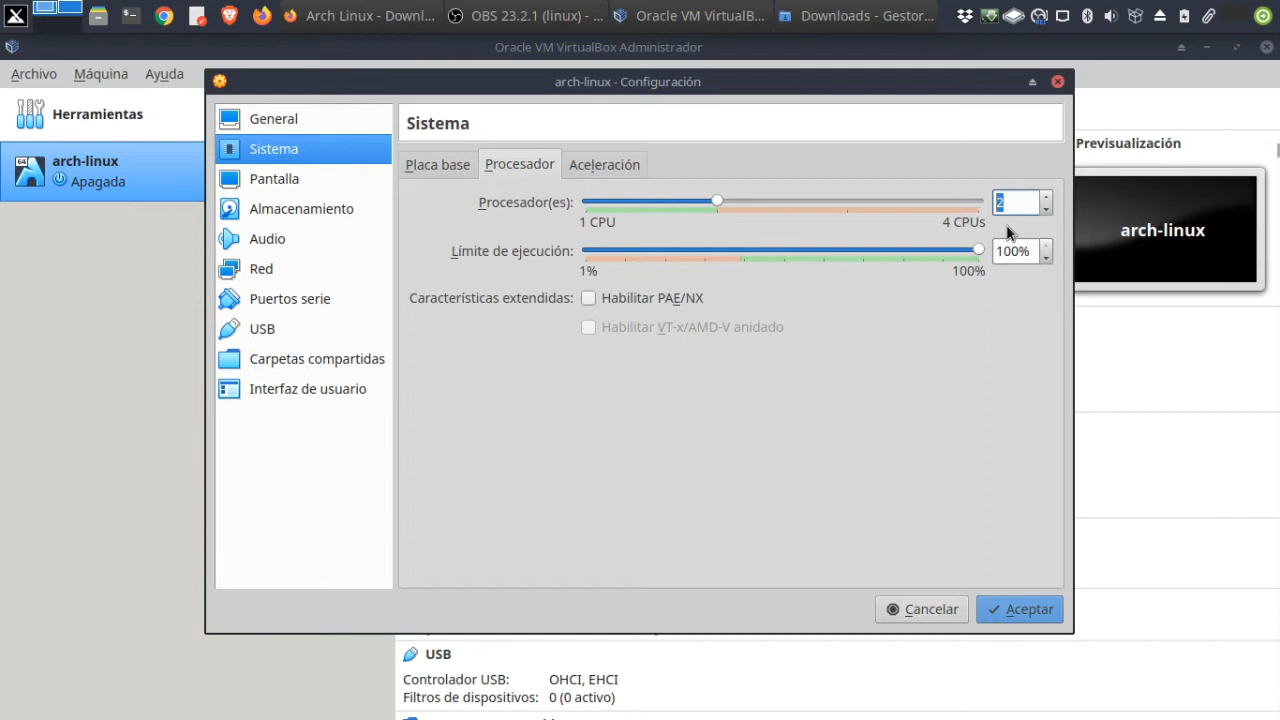 Arch Linux - Downl...
OBS 23.2.1 (linux) - ...
Oracle VM VirtualB...
Downloads - Gestor...
Oracle VM VirtualBox Administrador
Archivo Máquina Ayuda
Herramientas
64
arch-linux
Apagada
arch-linux - Configuración
General
Sistema
Pantalla
Almacenamiento
Audio
Red
Puertos serie
USB
Carpetas compartidas
Interfaz de usuario
Sistema
Placa base Procesador Aceleración
Procesador(es): 2
1 CPU 4 CPUs
Límite de ejecución: 100%
1% 100%
Características extendidas: Habilitar PAE/NX
Habilitar VT-x/AMD-V anidado
Cancelar Aceptar
Previsualización
arch-linux
USB
Controlador USB: OHCI, EHCI
Filtros de dispositivos: 0 (0 activo)